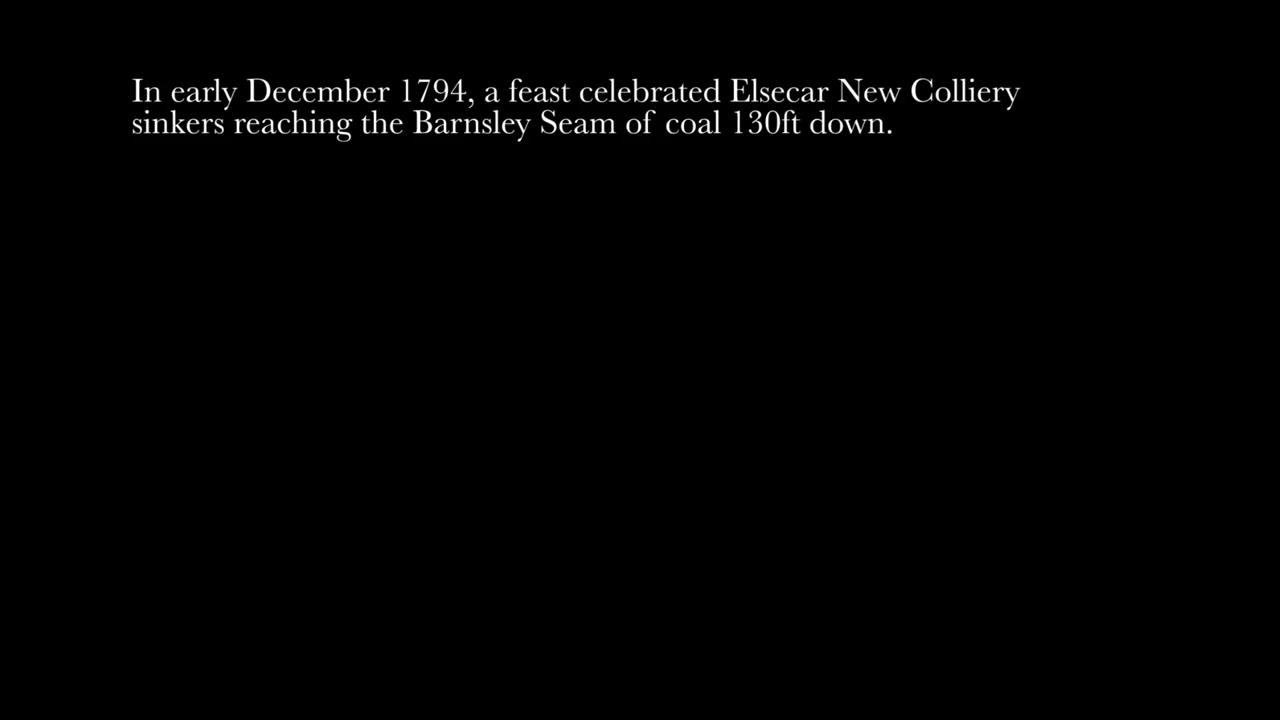 In early December 1794, a feast celebrated Elsecar New Colliery
sinkers reaching the Barnsley Seam of coal 130ft down.